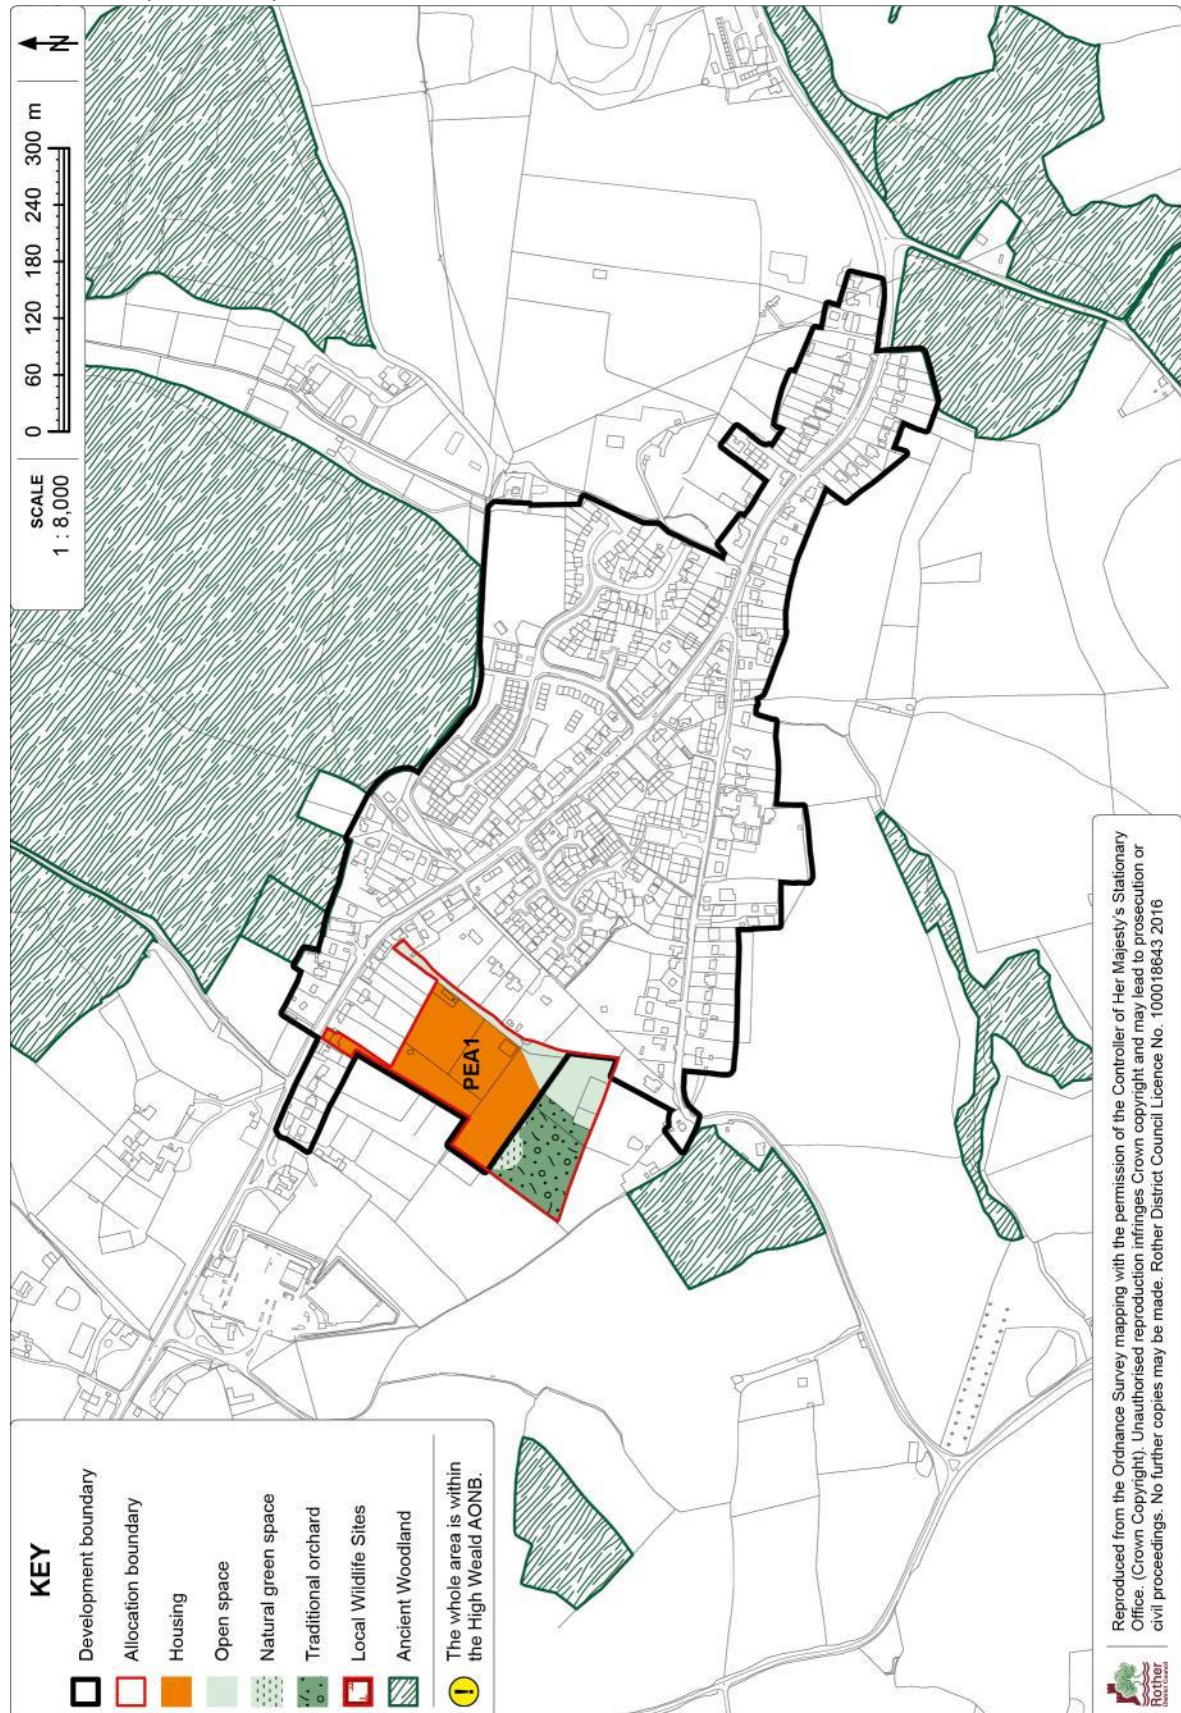 KEY
Development boundary
Allocation boundary
Housing
Open space
Natural green space
Traditional orchard
Local Wildlife Sites
Ancient Woodland
! The whole area is within
the High Weald AONB.
PEA1
SCALE
1 : 8,000
0 60 120 180 240 300 m
N
Rother
District Council
Reproduced from the Ordnance Survey mapping with the permission of the Controller of Her Majesty's Stationary
Office. (Crown Copyright). Unauthorised reproduction infringes Crown copyright and may lead to prosecution or
civil proceedings. No further copies may be made. Rother District Council Licence No. 100018643 2016